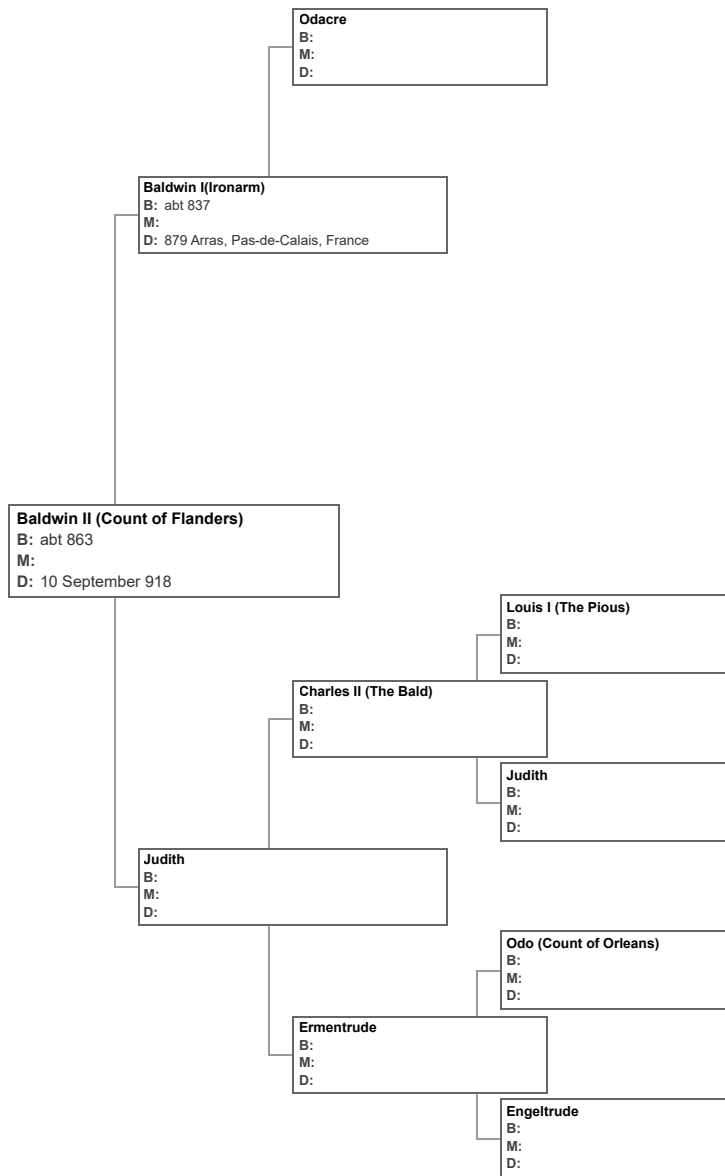 Odacre
B:
M:
D:
Baldwin I(Ironarm)
B: abt 837
M:
D: 879 Arras, Pas-de-Calais, France
Baldwin II (Count of Flanders)
B: abt 863
M:
D: 10 September 918
Louis I (The Pious)
B:
M:
D:
Charles II (The Bald)
B:
M:
D:
Judith
B:
M:
D:
Judith
B:
M:
D:
Odo (Count of Orleans)
B:
M:
D:
Ermentrude
B:
M:
D:
Engeltrude
B:
M:
D: